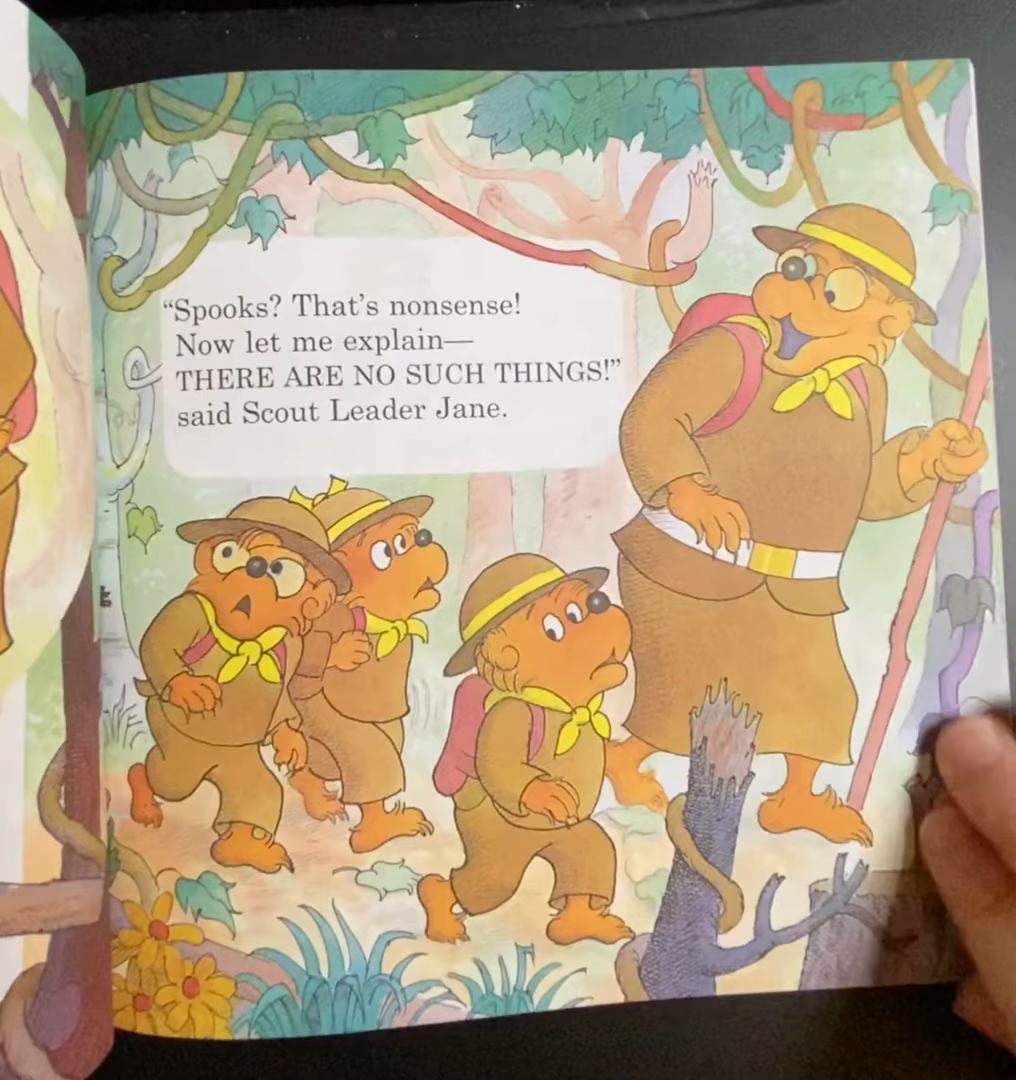 “Spooks? That’s nonsense!
Now let me explain—
THERE ARE NO SUCH THINGS!”
said Scout Leader Jane.